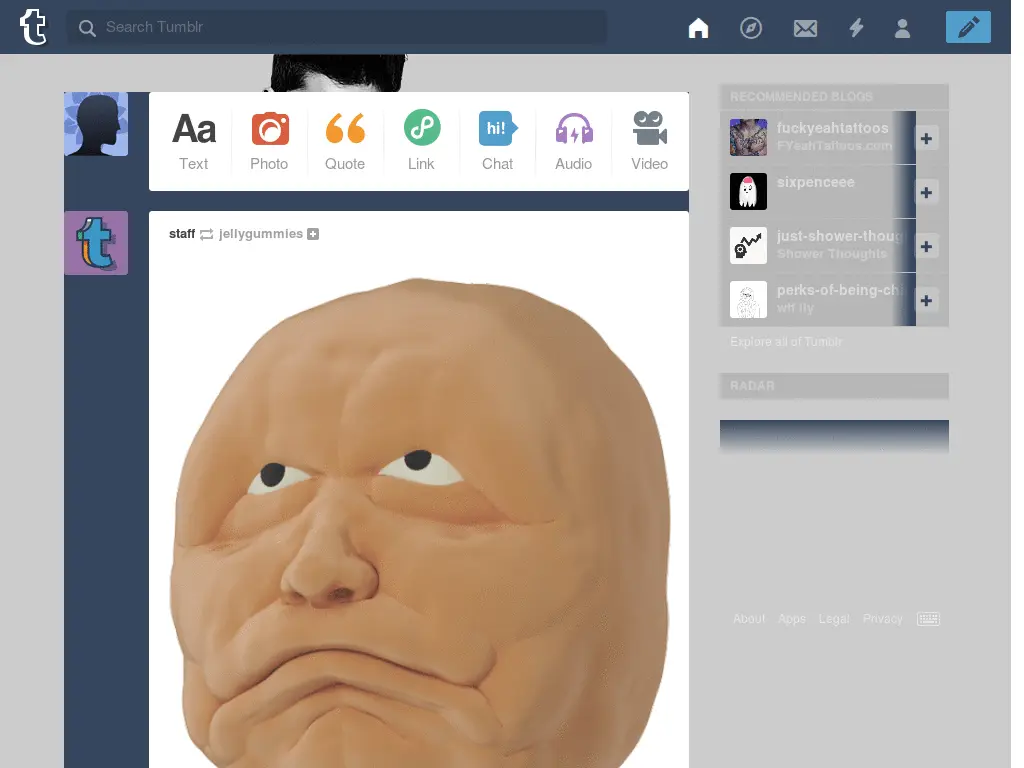 Search Tumblr
Aa
hi!
Text Photo Quote Link Chat Audio Video
staff jellygummies
RECOMMENDED BLOGS
fuckyeahtattoos
FYeahTattoos.com
sixpenceee
just-shower-thoug
Shower Thoughts
perks-of-being-chi
wtf ily
Explore all of Tumblr
RADAR
About Apps Legal Privacy